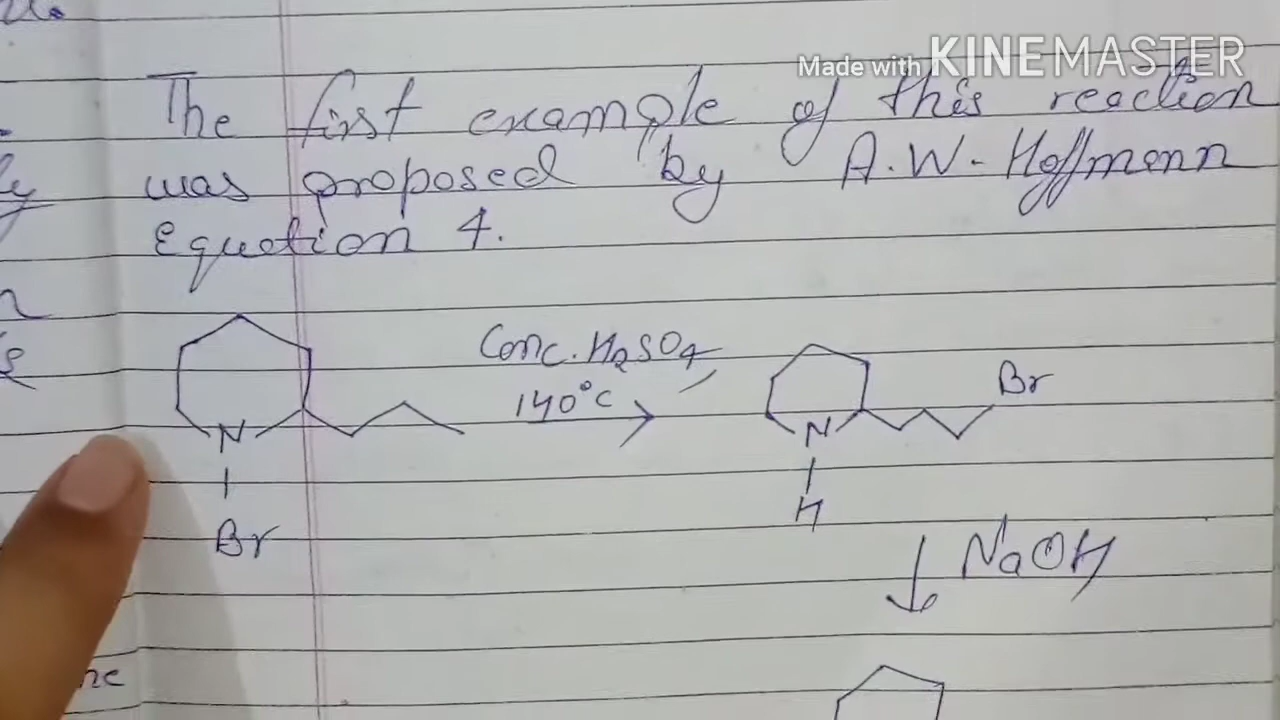 Made with KINEMASTER
The first example of this reaction
was proposed by A.W. Hoffmann
Equation 4.
Conc. H2SO4
140°C
Br
N
N
H
Br
NaOH